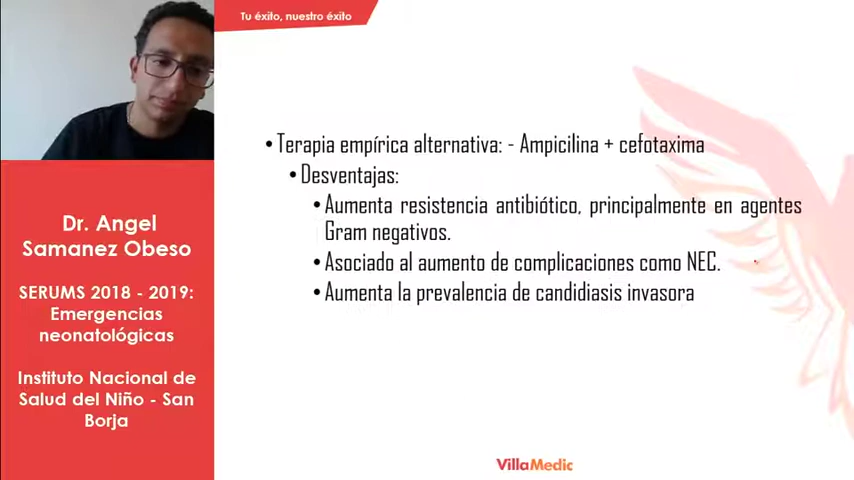 Tu éxito, nuestro éxito
• Terapia empírica alternativa: - Ampicilina + cefotaxima
• Desventajas:
• Aumenta resistencia antibiótico, principalmente en agentes
Gram negativos.
• Asociado al aumento de complicaciones como NEC.
• Aumenta la prevalencia de candidiasis invasora
Dr. Angel
Samanez Obeso
SERUMS 2018 - 2019:
Emergencias
neonatológicas
Instituto Nacional de
Salud del Niño - San
Borja
VillaMedic